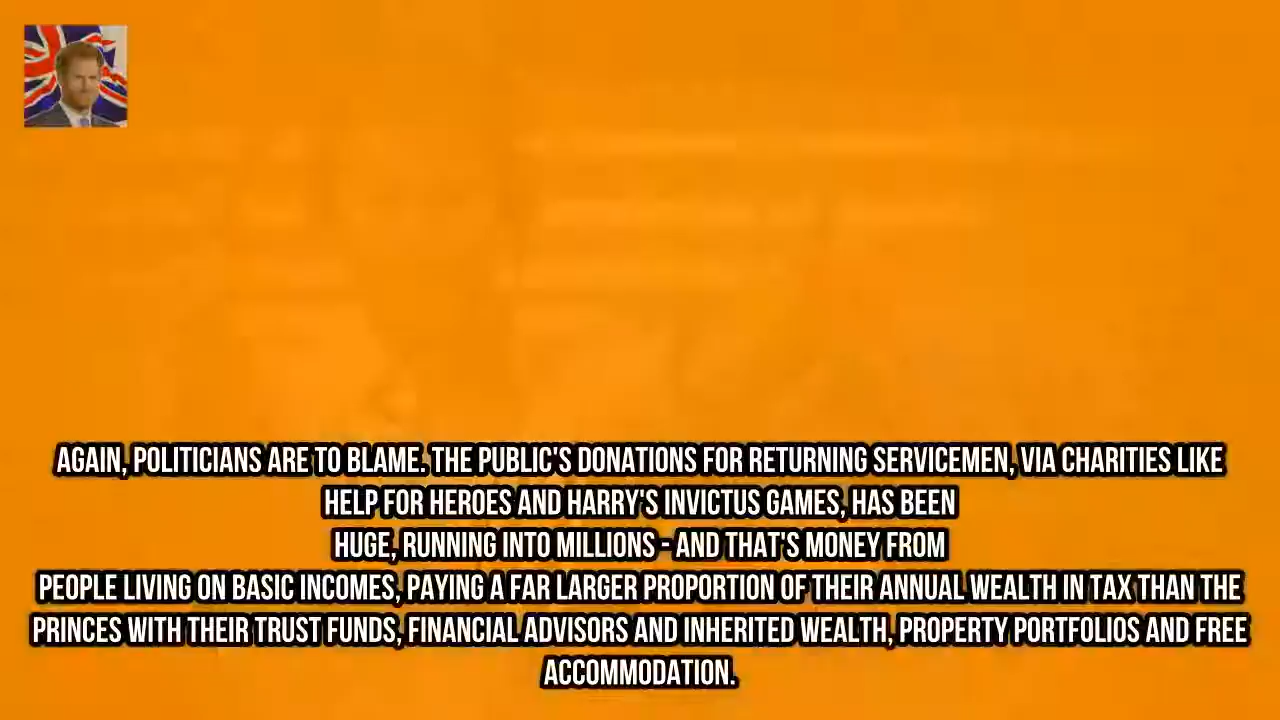 AGAIN, POLITICIANS ARE TO BLAME. THE PUBLIC'S DONATIONS FOR RETURNING SERVICEMEN, VIA CHARITIES LIKE
HELP FOR HEROES AND HARRY'S INVICTUS GAMES, HAS BEEN
HUGE, RUNNING INTO MILLIONS - AND THAT'S MONEY FROM
PEOPLE LIVING ON BASIC INCOMES, PAYING A FAR LARGER PROPORTION OF THEIR ANNUAL WEALTH IN TAX THAN THE
PRINCES WITH THEIR TRUST FUNDS, FINANCIAL ADVISORS AND INHERITED WEALTH, PROPERTY PORTFOLIOS AND FREE
ACCOMMODATION.